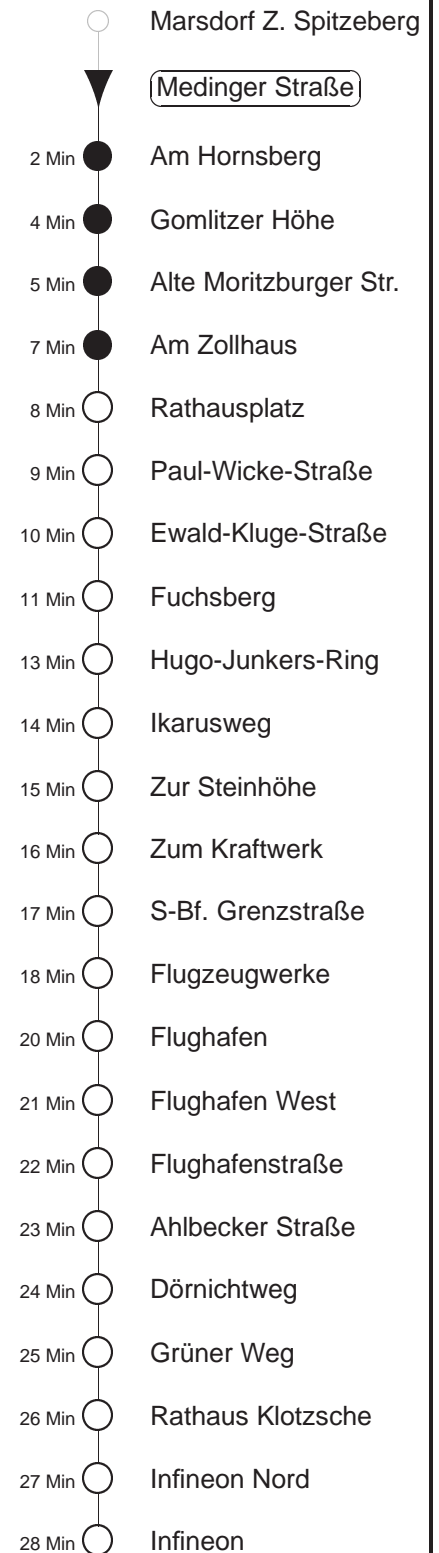 Marsdorf Z. Spitzeberg
Medinger Straße
2 Min Am Hornsberg
4 Min Gomlitzer Höhe
5 Min Alte Moritzburger Str.
7 Min Am Zollhaus
8 Min Rathausplatz
9 Min Paul-Wicke-Straße
10 Min Ewald-Kluge-Straße
11 Min Fuchsberg
13 Min Hugo-Junkers-Ring
14 Min Ikarusweg
15 Min Zur Steinhöhe
16 Min Zum Kraftwerk
17 Min S-Bf. Grenzstraße
18 Min Flugzeugwerke
20 Min Flughafen
21 Min Flughafen West
22 Min Flughafenstraße
23 Min Ahlbecker Straße
24 Min Dörnichtweg
25 Min Grüner Weg
26 Min Rathaus Klotzsche
27 Min Infineon Nord
28 Min Infineon